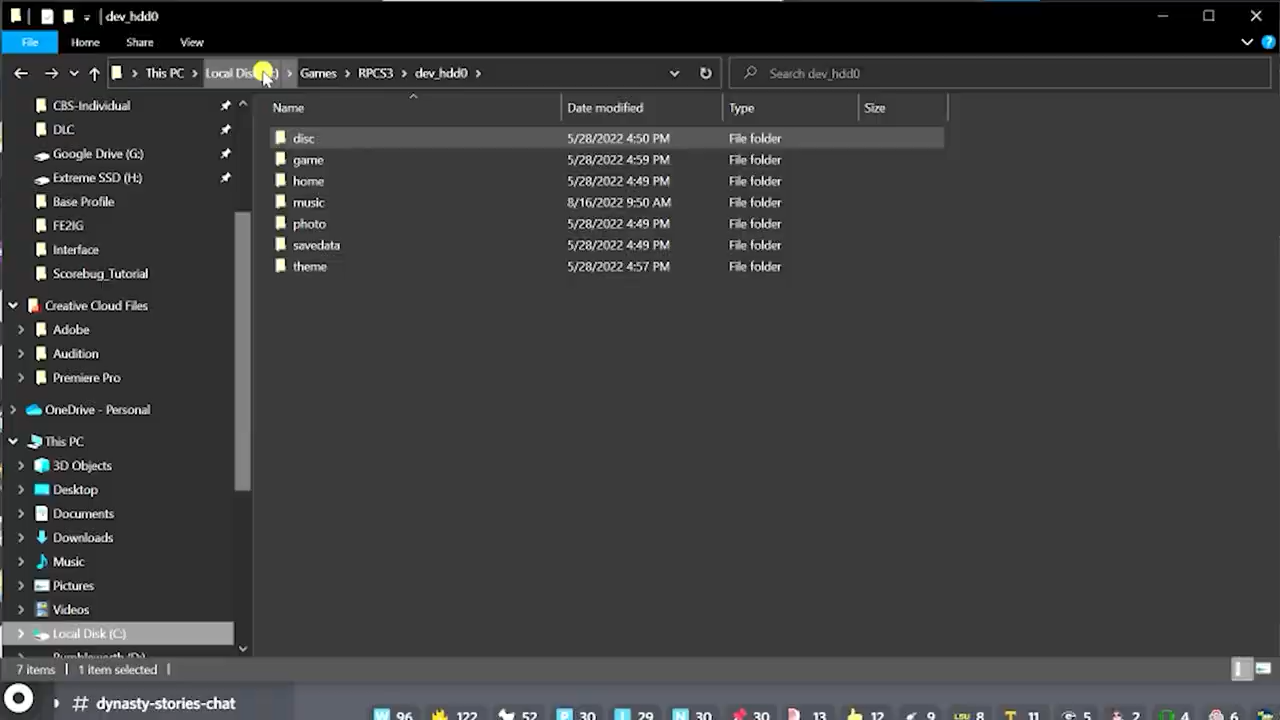 dev_hdd0
File Home Share View
This PC Local Dis :) Games RPCS3 dev_hdd0
Search dev_hdd0
Name Date modified Type Size
disc 5/28/2022 4:50 PM File folder
game 5/28/2022 4:59 PM File folder
home 5/28/2022 4:49 PM File folder
music 8/16/2022 9:50 AM File folder
photo 5/28/2022 4:49 PM File folder
savedata 5/28/2022 4:49 PM File folder
theme 5/28/2022 4:57 PM File folder
CBS-Individual
DLC
Google Drive (G:)
Extreme SSD (H:)
Base Profile
FE2IG
Interface
Scorebug_Tutorial
Creative Cloud Files
Adobe
Audition
Premiere Pro
OneDrive - Personal
This PC
3D Objects
Desktop
Documents
Downloads
Music
Pictures
Videos
Local Disk (C:)
7 items 1 item selected
# dynasty-stories-chat
96 122 52 30 29 30 30 13 12 9 8 11 5 2 4 6